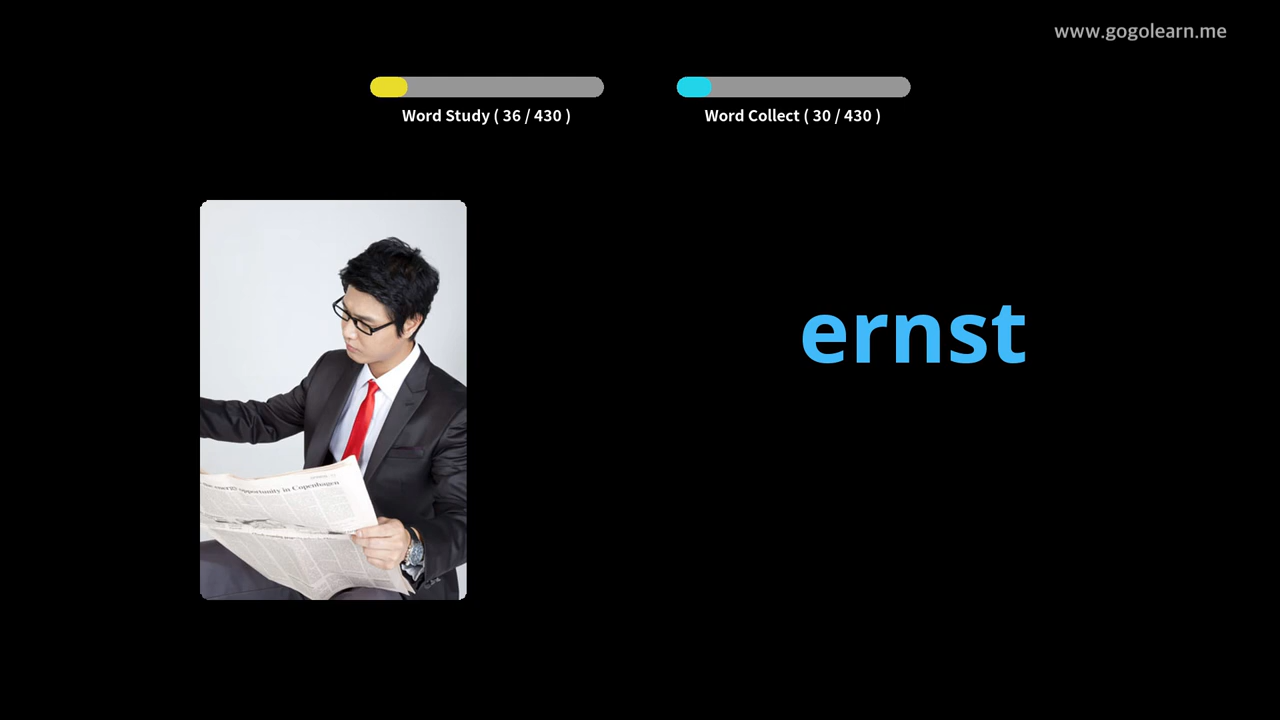 www.gogolearn.me
Word Study ( 36 / 430 )
Word Collect ( 30 / 430 )
ernst
opportunity in Copenhagen